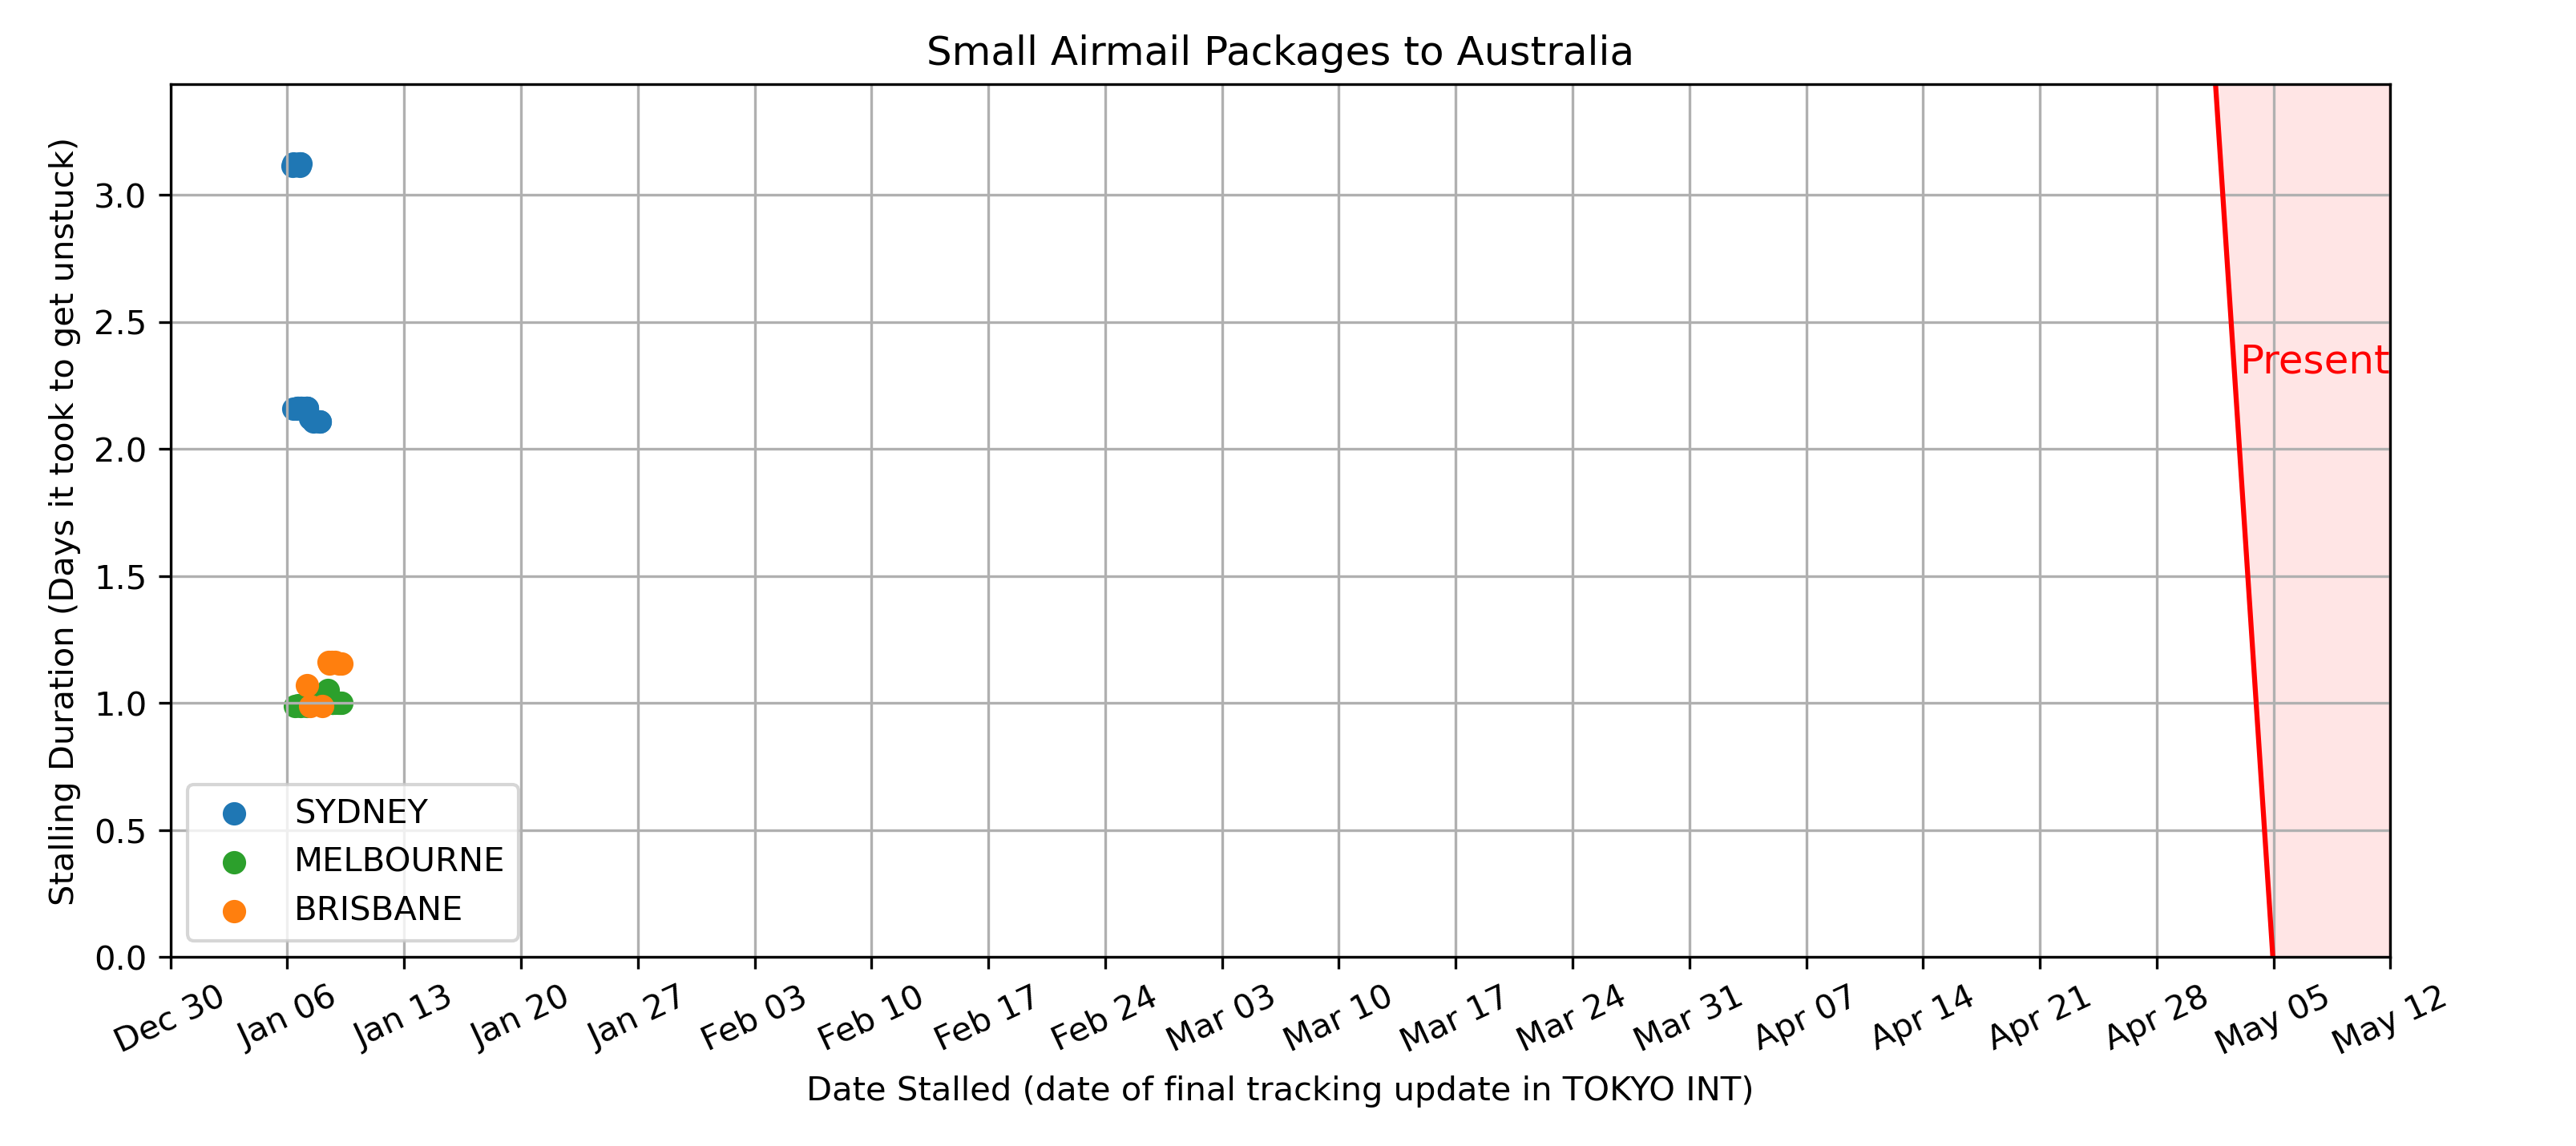 Small Airmail Packages to Australia
Stalling Duration (Days it took to get unstuck)
3.0
2.5
2.0
1.5
1.0
0.5
0.0
Present
SYDNEY
MELBOURNE
BRISBANE
Dec 30
Jan 06
Jan 13
Jan 20
Jan 27
Feb 03
Feb 10
Feb 17
Feb 24
Mar 03
Mar 10
Mar 17
Mar 24
Mar 31
Apr 07
Apr 14
Apr 21
Apr 28
May 05
May 12
Date Stalled (date of final tracking update in TOKYO INT)